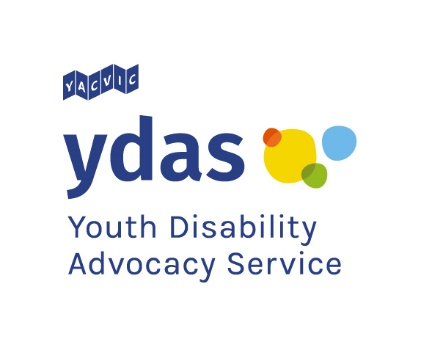 YACVIC
ydas
Youth Disability
Advocacy Service